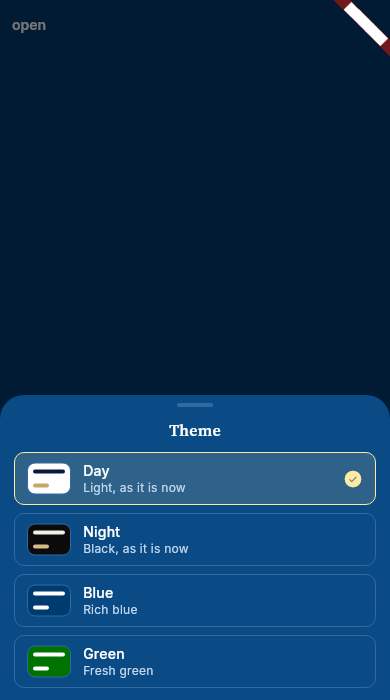 open
Theme
Day
Light, as it is now
Night
Black, as it is now
Blue
Rich blue
Green
Fresh green